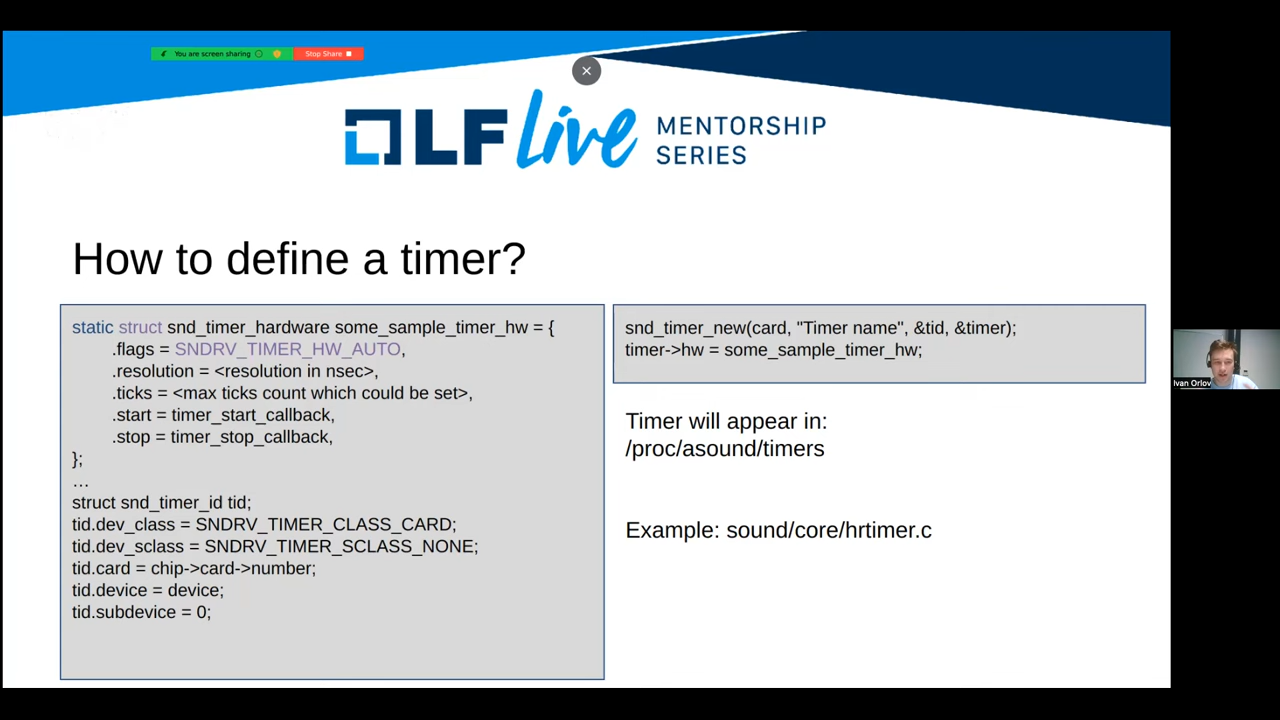 You are screen sharing
Stop Share
LF live MENTORSHIP
SERIES
How to define a timer?
static struct snd_timer_hardware some_sample_timer_hw = {
.flags = SNDRV_TIMER_HW_AUTO,
.resolution = <resolution in nsec>,
.ticks = <max ticks count which could be set>,
.start = timer_start_callback,
.stop = timer_stop_callback,
};
…
struct snd_timer_id tid;
tid.dev_class = SNDRV_TIMER_CLASS_CARD;
tid.dev_sclass = SNDRV_TIMER_SCLASS_NONE;
tid.card = chip->card->number;
tid.device = device;
tid.subdevice = 0;
snd_timer_new(card, "Timer name", &tid, &timer);
timer->hw = some_sample_timer_hw;
Timer will appear in:
/proc/asound/timers
Example: sound/core/hrtimer.c
Ivan Orlov